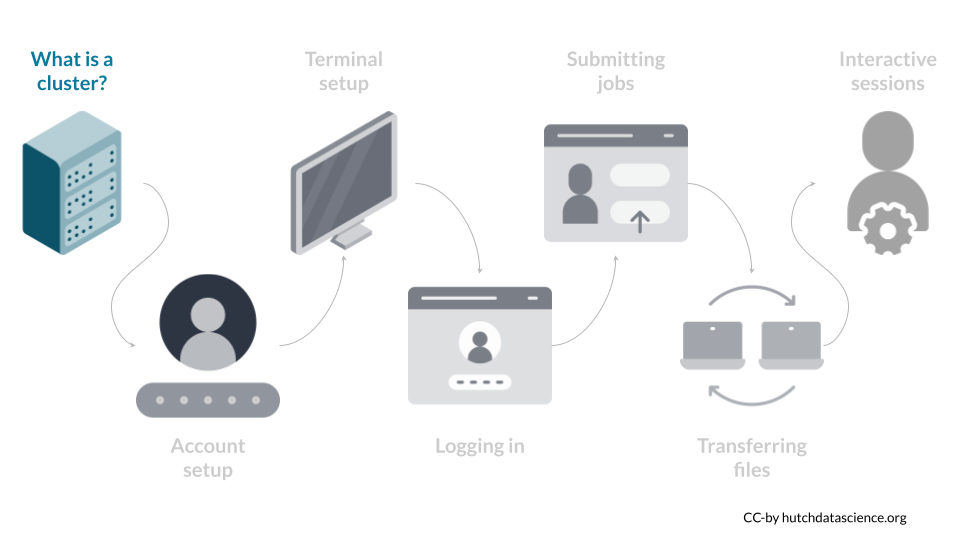 What is a
cluster?
Terminal
setup
Submitting
jobs
Interactive
sessions
Account
setup
Logging in
Transferring
files
CC-by hutchdatascience.org